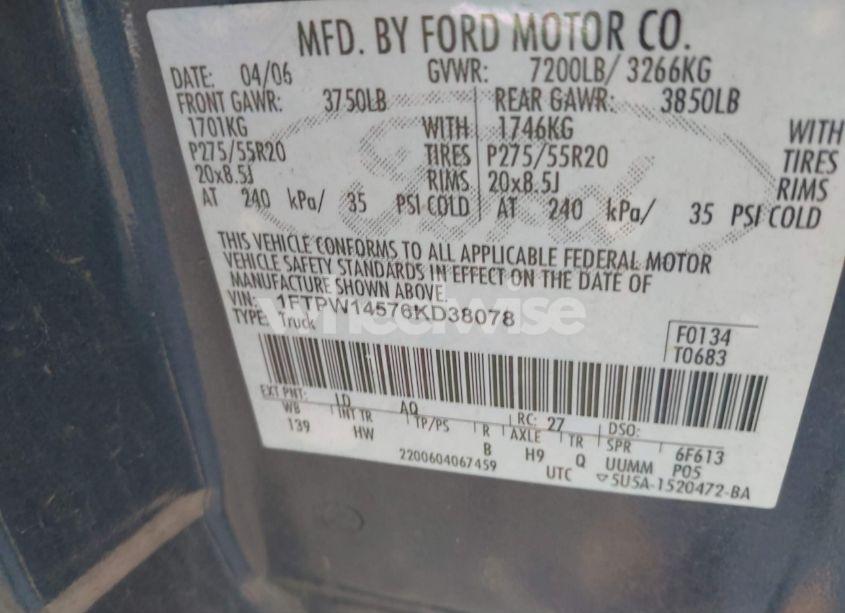 MFD. BY FORD MOTOR CO.
DATE: 04/06 GVWR: 7200LB/ 3266KG
FRONT GAWR: 3750LB REAR GAWR: 3850LB
1701KG WITH 1746KG WITH
P275/55R20 TIRES P275/55R20 TIRES
20x8.5J RIMS 20x8.5J RIMS
AT 240 kPa/ 35 PSI COLD AT 240 kPa/ 35 PSI COLD
THIS VEHICLE CONFORMS TO ALL APPLICABLE FEDERAL MOTOR
VEHICLE SAFETY STANDARDS IN EFFECT ON THE DATE OF
MANUFACTURE SHOWN ABOVE.
VIN: 1FTPW14576KD38078
TYPE: Truck
wheelwise
F0134
T0683
EXT PNT: LD AQ RC: 27 DSO:
WB INT TR TP/PS R AXLE TR SPR 6F613
139 HW B H9 Q UUMM P05
2200604067459 UTC ▽5U5A-1520472-BA
Ford